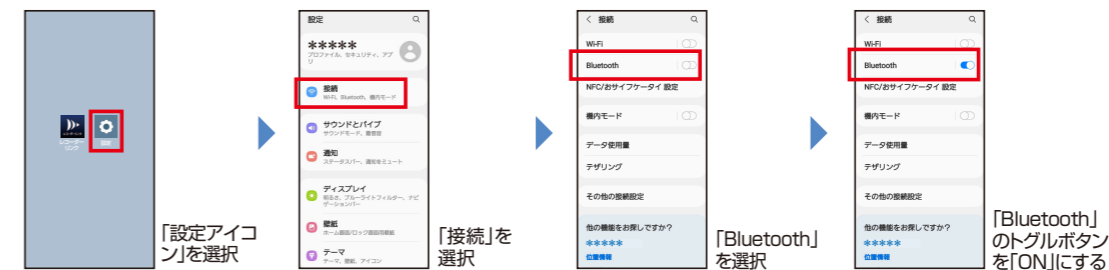 レコーダー
リンク
設定
「設定アイコ
ン」を選択
設定
*****
プロファイル、セキュリティ、アプ
リ
接続
Wi-Fi、Bluetooth、機内モード
サウンドとバイブ
サウンドモード、着信音
通知
ステータスバー、通知をミュート
ディスプレイ
明るさ、ブルーライトフィルター、ナビ
ゲーションバー
壁紙
ホーム画面/ロック画面用壁紙
テーマ
テーマ、壁紙、アイコン
「接続」を
選択
< 接続
Wi-Fi
Bluetooth
NFC/おサイフケータイ 設定
機内モード
データ使用量
テザリング
その他の接続設定
他の機能をお探しですか?
*****
位置情報
「Bluetooth」
を選択
< 接続
Wi-Fi
Bluetooth
NFC/おサイフケータイ 設定
機内モード
データ使用量
テザリング
その他の接続設定
他の機能をお探しですか?
*****
位置情報
「Bluetooth」
のトグルボタン
を「ON」にする